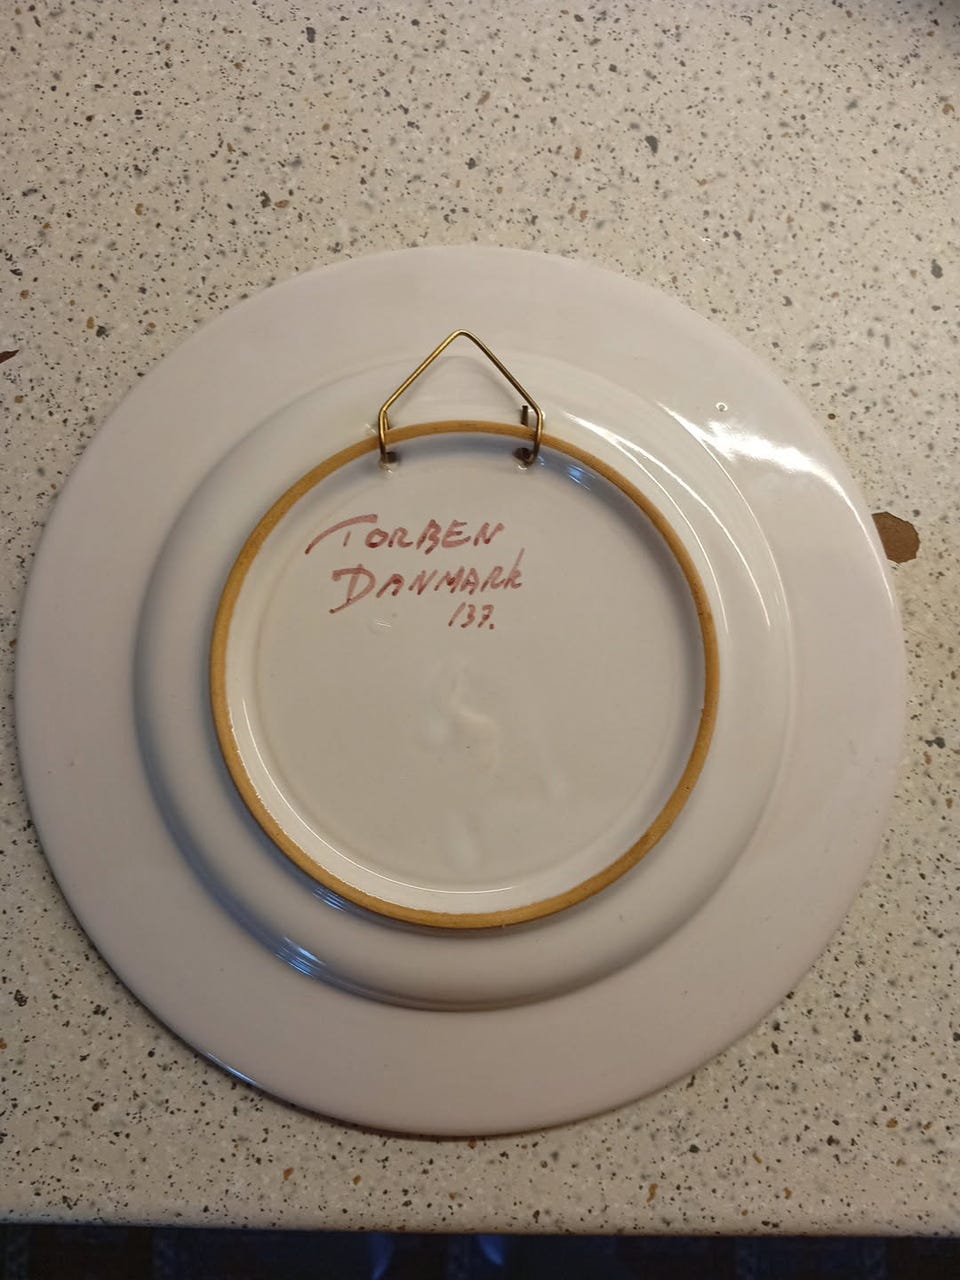 TORBEN
DANMARK
137.